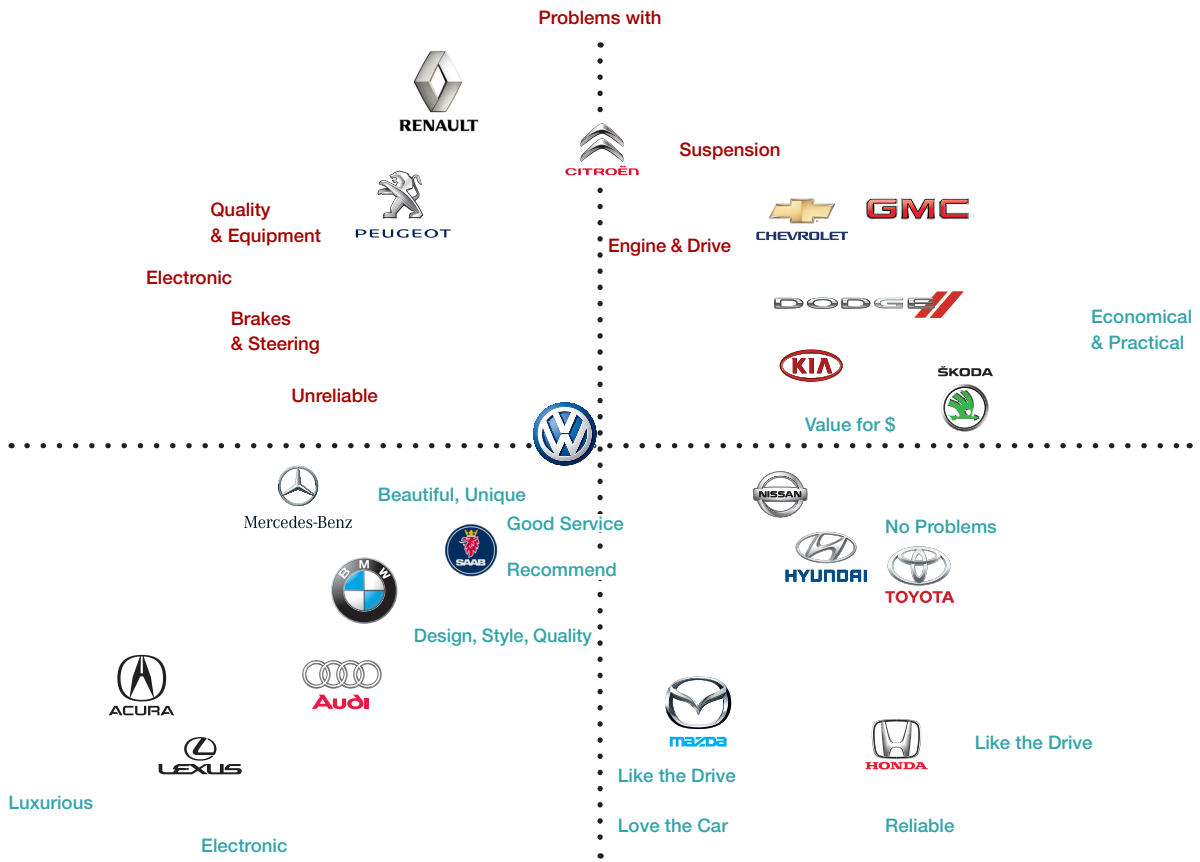 Problems with
RENAULT
CITROËN
Suspension
PEUGEOT
Quality
& Equipment
CHEVROLET
GMC
Engine & Drive
Electronic
DODGE
Brakes
& Steering
Economical
& Practical
KIA
ŠKODA
Unreliable
Value for $
Mercedes-Benz
Beautiful, Unique
NISSAN
Good Service
No Problems
SAAB
HYUNDAI
TOYOTA
Recommend
BMW
Design, Style, Quality
ACURA
Audi
mazda
HONDA
Like the Drive
LEXUS
Like the Drive
Luxurious
Love the Car
Reliable
Electronic